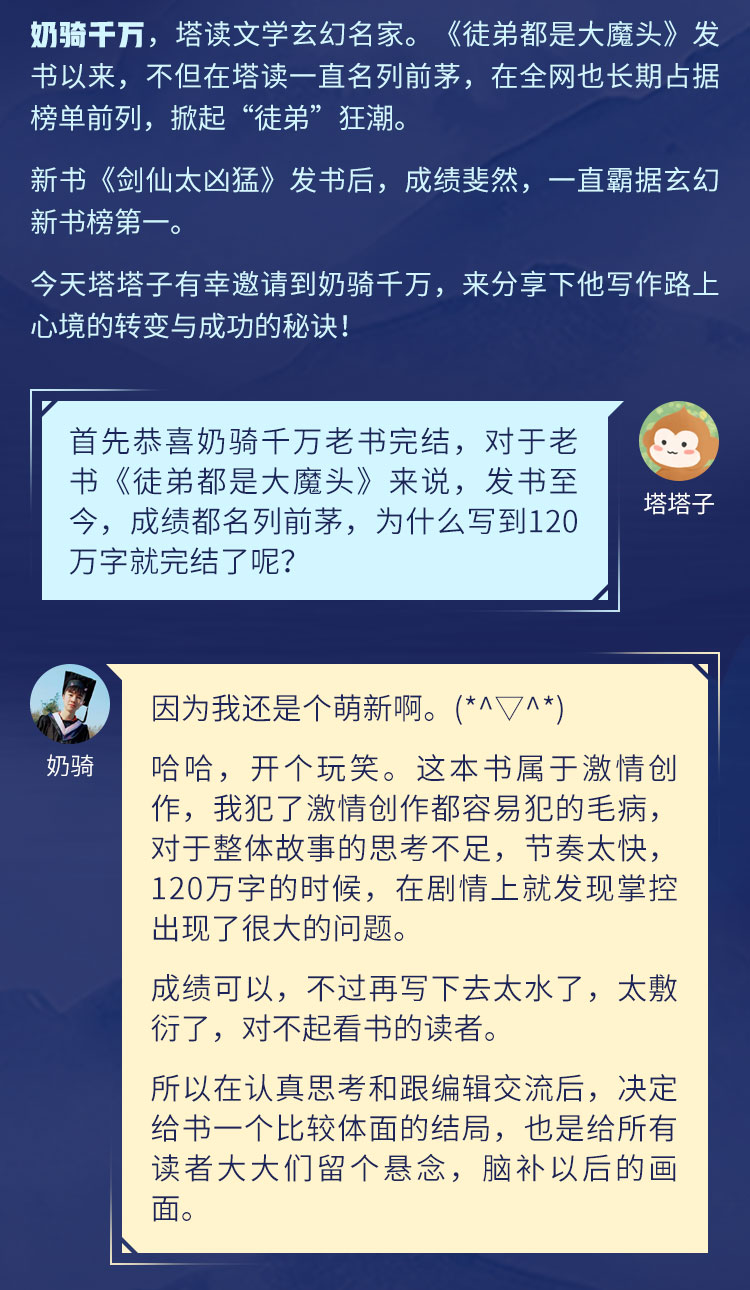 奶骑千万，塔读文学玄幻名家。《徒弟都是大魔头》发
书以来，不但在塔读一直名列前茅，在全网也长期占据
榜单前列，掀起“徒弟”狂潮。
新书《剑仙太凶猛》发书后，成绩斐然，一直霸据玄幻
新书榜第一。
今天塔塔子有幸邀请到奶骑千万，来分享下他写作路上
心境的转变与成功的秘诀！
首先恭喜奶骑千万老书完结，对于老
书《徒弟都是大魔头》来说，发书至
今，成绩都名列前茅，为什么写到120
万字就完结了呢？
塔塔子
奶骑
因为我还是个萌新啊。(*^▽^*)
哈哈，开个玩笑。这本书属于激情创
作，我犯了激情创作都容易犯的毛病，
对于整体故事的思考不足，节奏太快，
120万字的时候，在剧情上就发现掌控
出现了很大的问题。
成绩可以，不过再写下去太水了，太敷
衍了，对不起看书的读者。
所以在认真思考和跟编辑交流后，决定
给书一个比较体面的结局，也是给所有
读者大大们留个悬念，脑补以后的画
面。